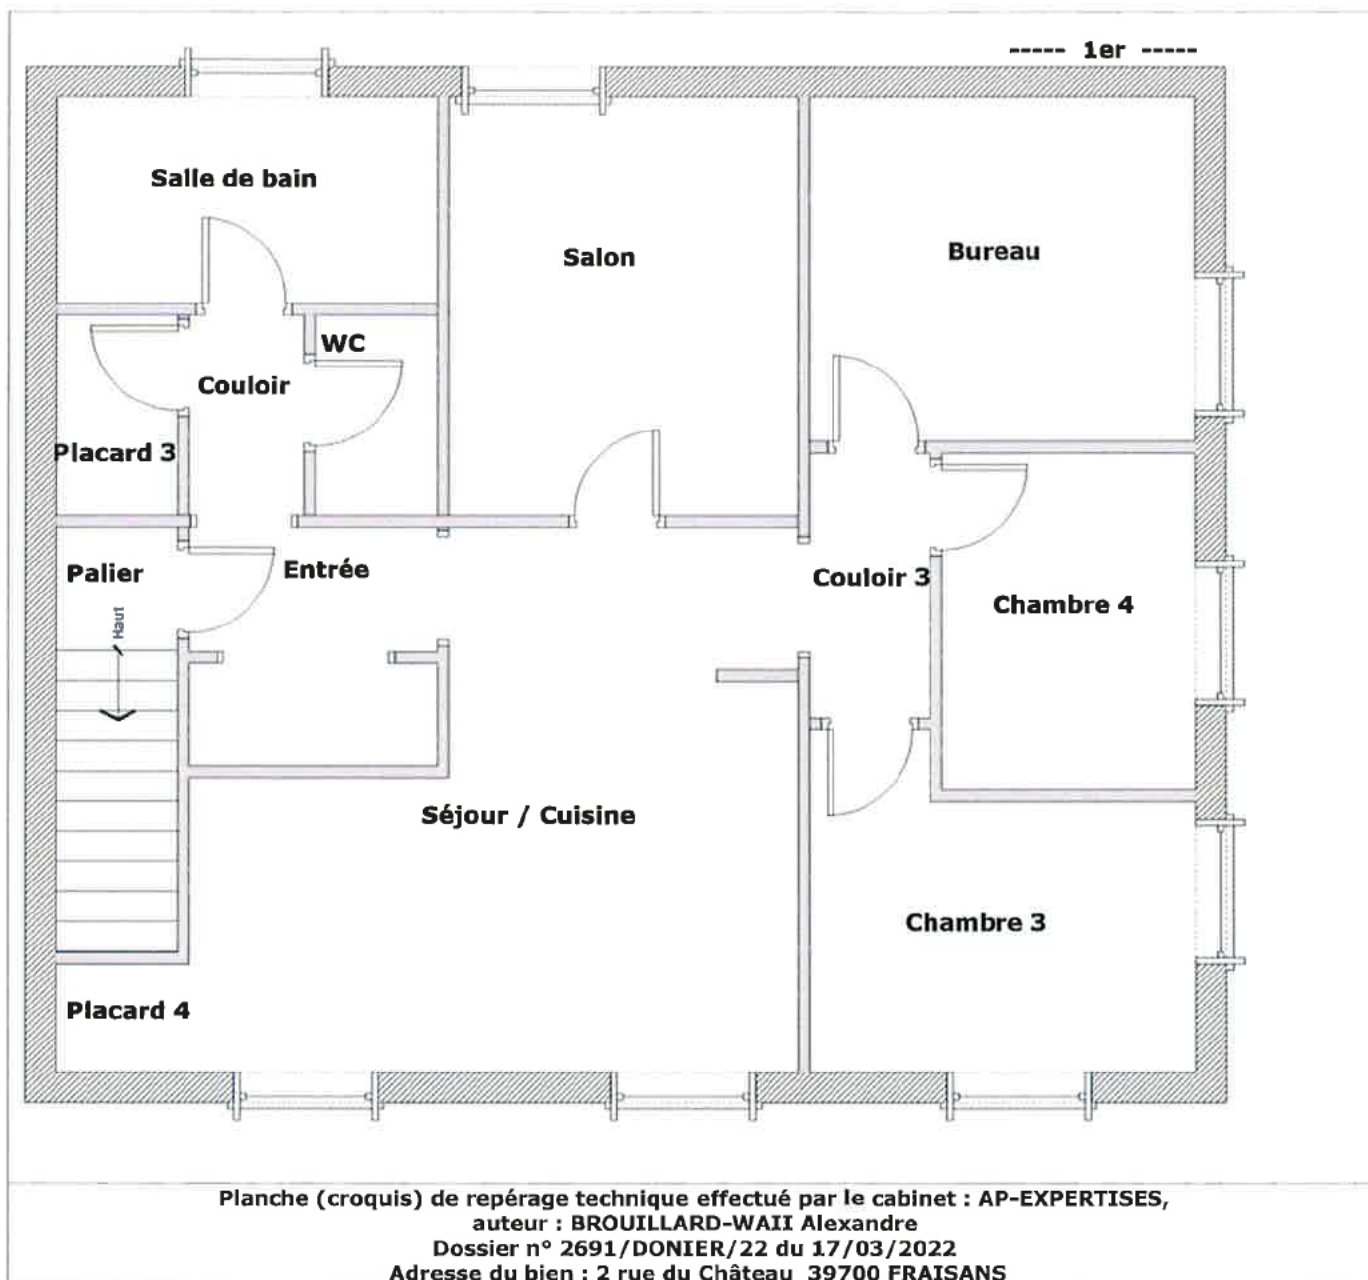 ----- 1er -----
Salle de bain
Salon
Bureau
WC
Couloir
Placard 3
Palier
Entrée
Couloir 3
Chambre 4
Haut
Séjour / Cuisine
Chambre 3
Placard 4
Planche (croquis) de repérage technique effectué par le cabinet : AP-EXPERTISES,
auteur : BROUILLARD-WAII Alexandre
Dossier n° 2691/DONIER/22 du 17/03/2022
Adresse du bien : 2 rue du Château 39700 FRAISANS